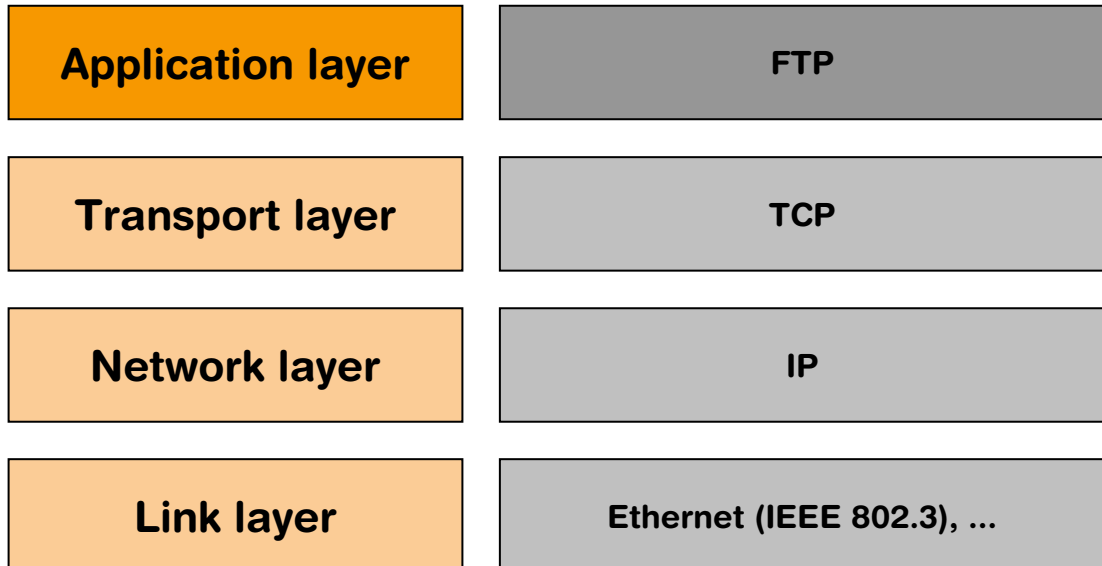 Application layer
FTP
Transport layer
TCP
Network layer
IP
Link layer
Ethernet (IEEE 802.3), ...